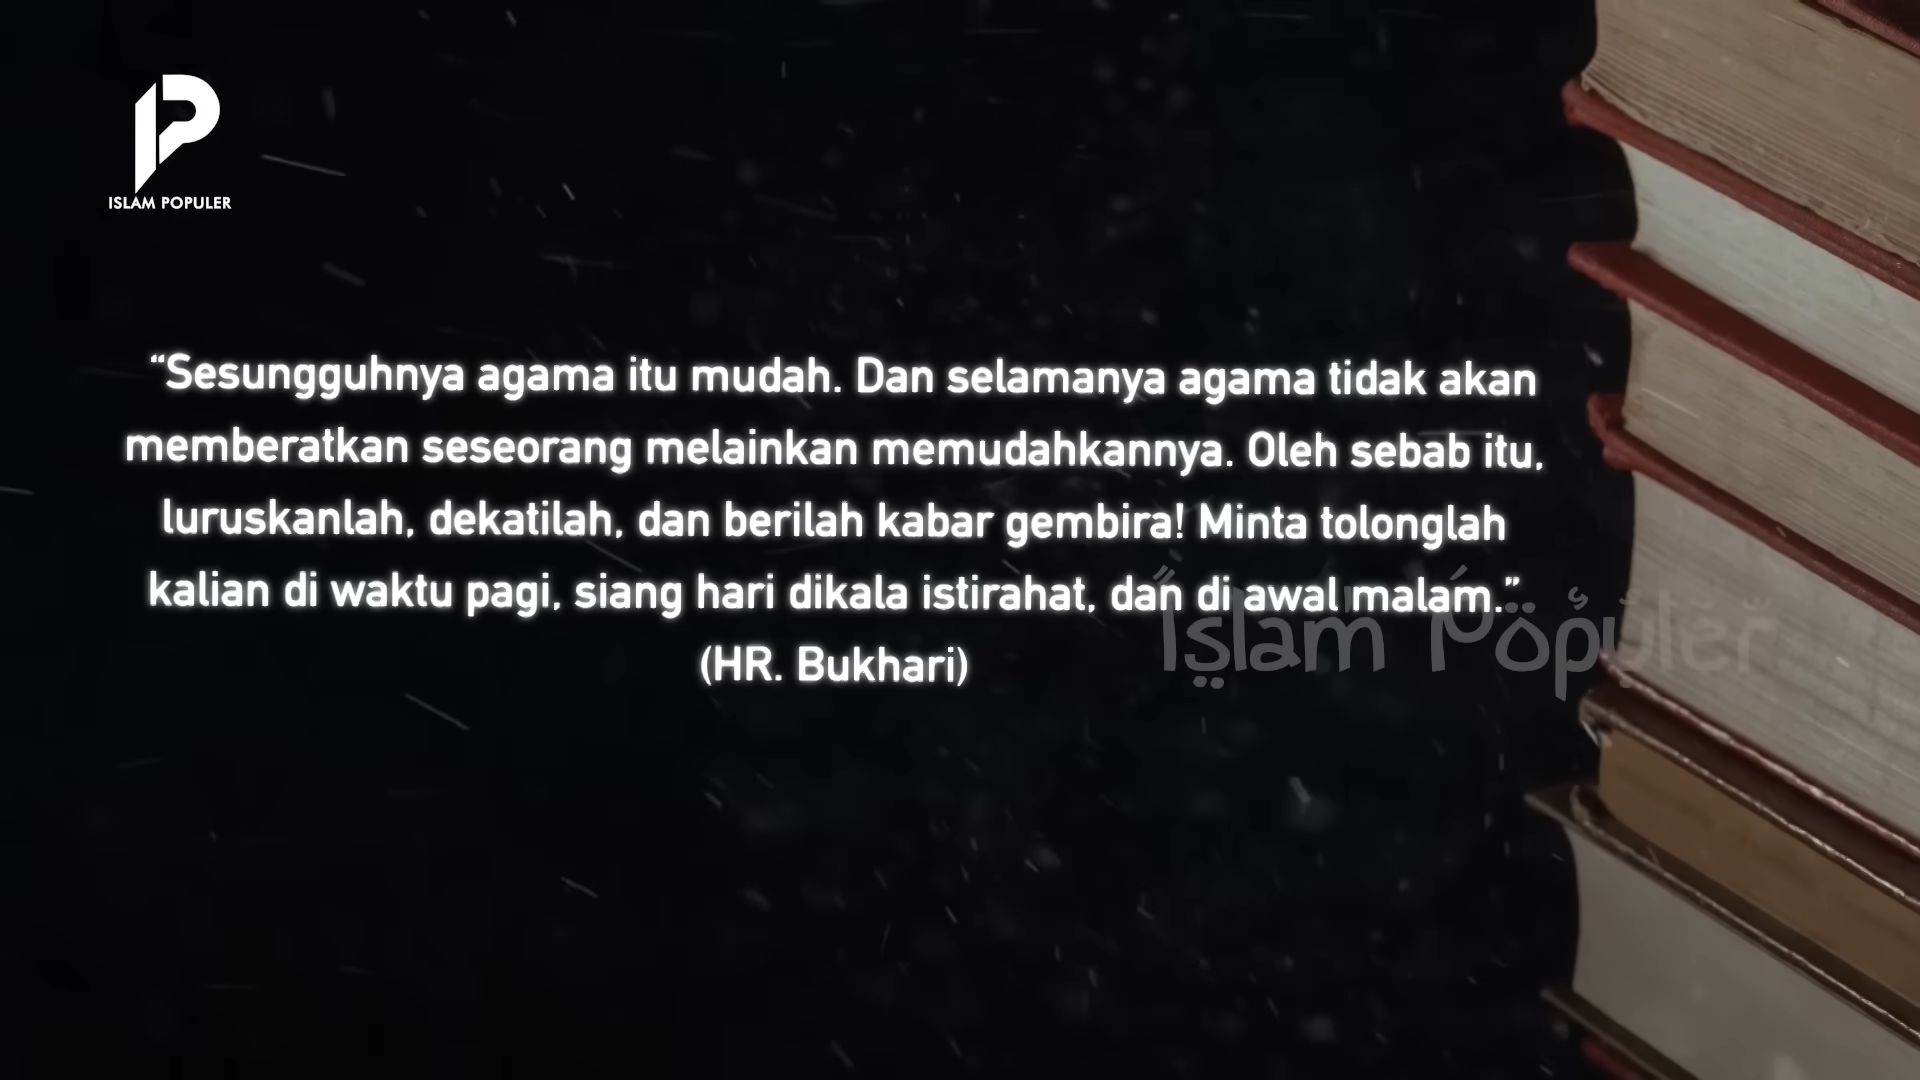 ISLAM POPULER
“Sesungguhnya agama itu mudah. Dan selamanya agama tidak akan
memberatkan seseorang melainkan memudahkannya. Oleh sebab itu,
luruskanlah, dekatilah, dan berilah kabar gembira! Minta tolonglah
kalian di waktu pagi, siang hari dikala istirahat, dan di awal malam.”
Islam Populer
(HR. Bukhari)